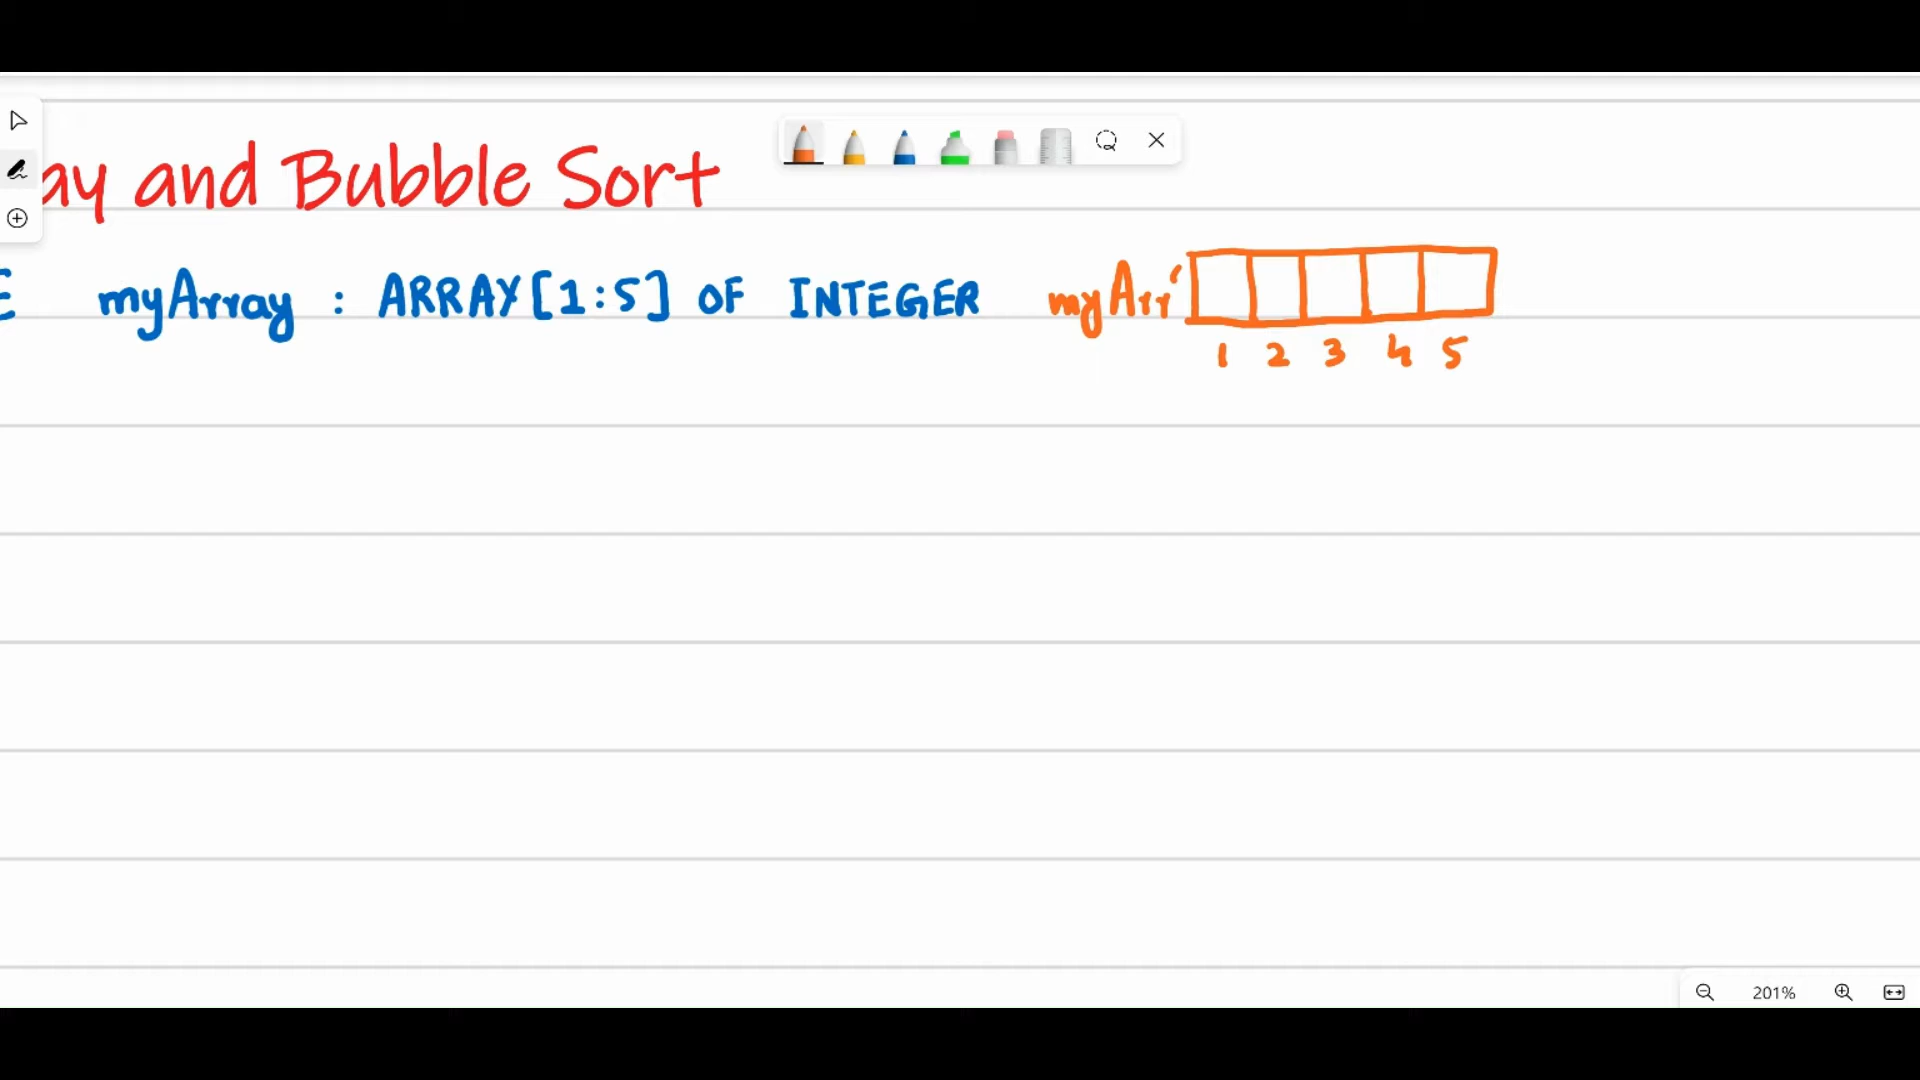 ay and Bubble Sort
E myArray : ARRAY[1:5] OF INTEGER myArr
1 2 3 4 5
201%